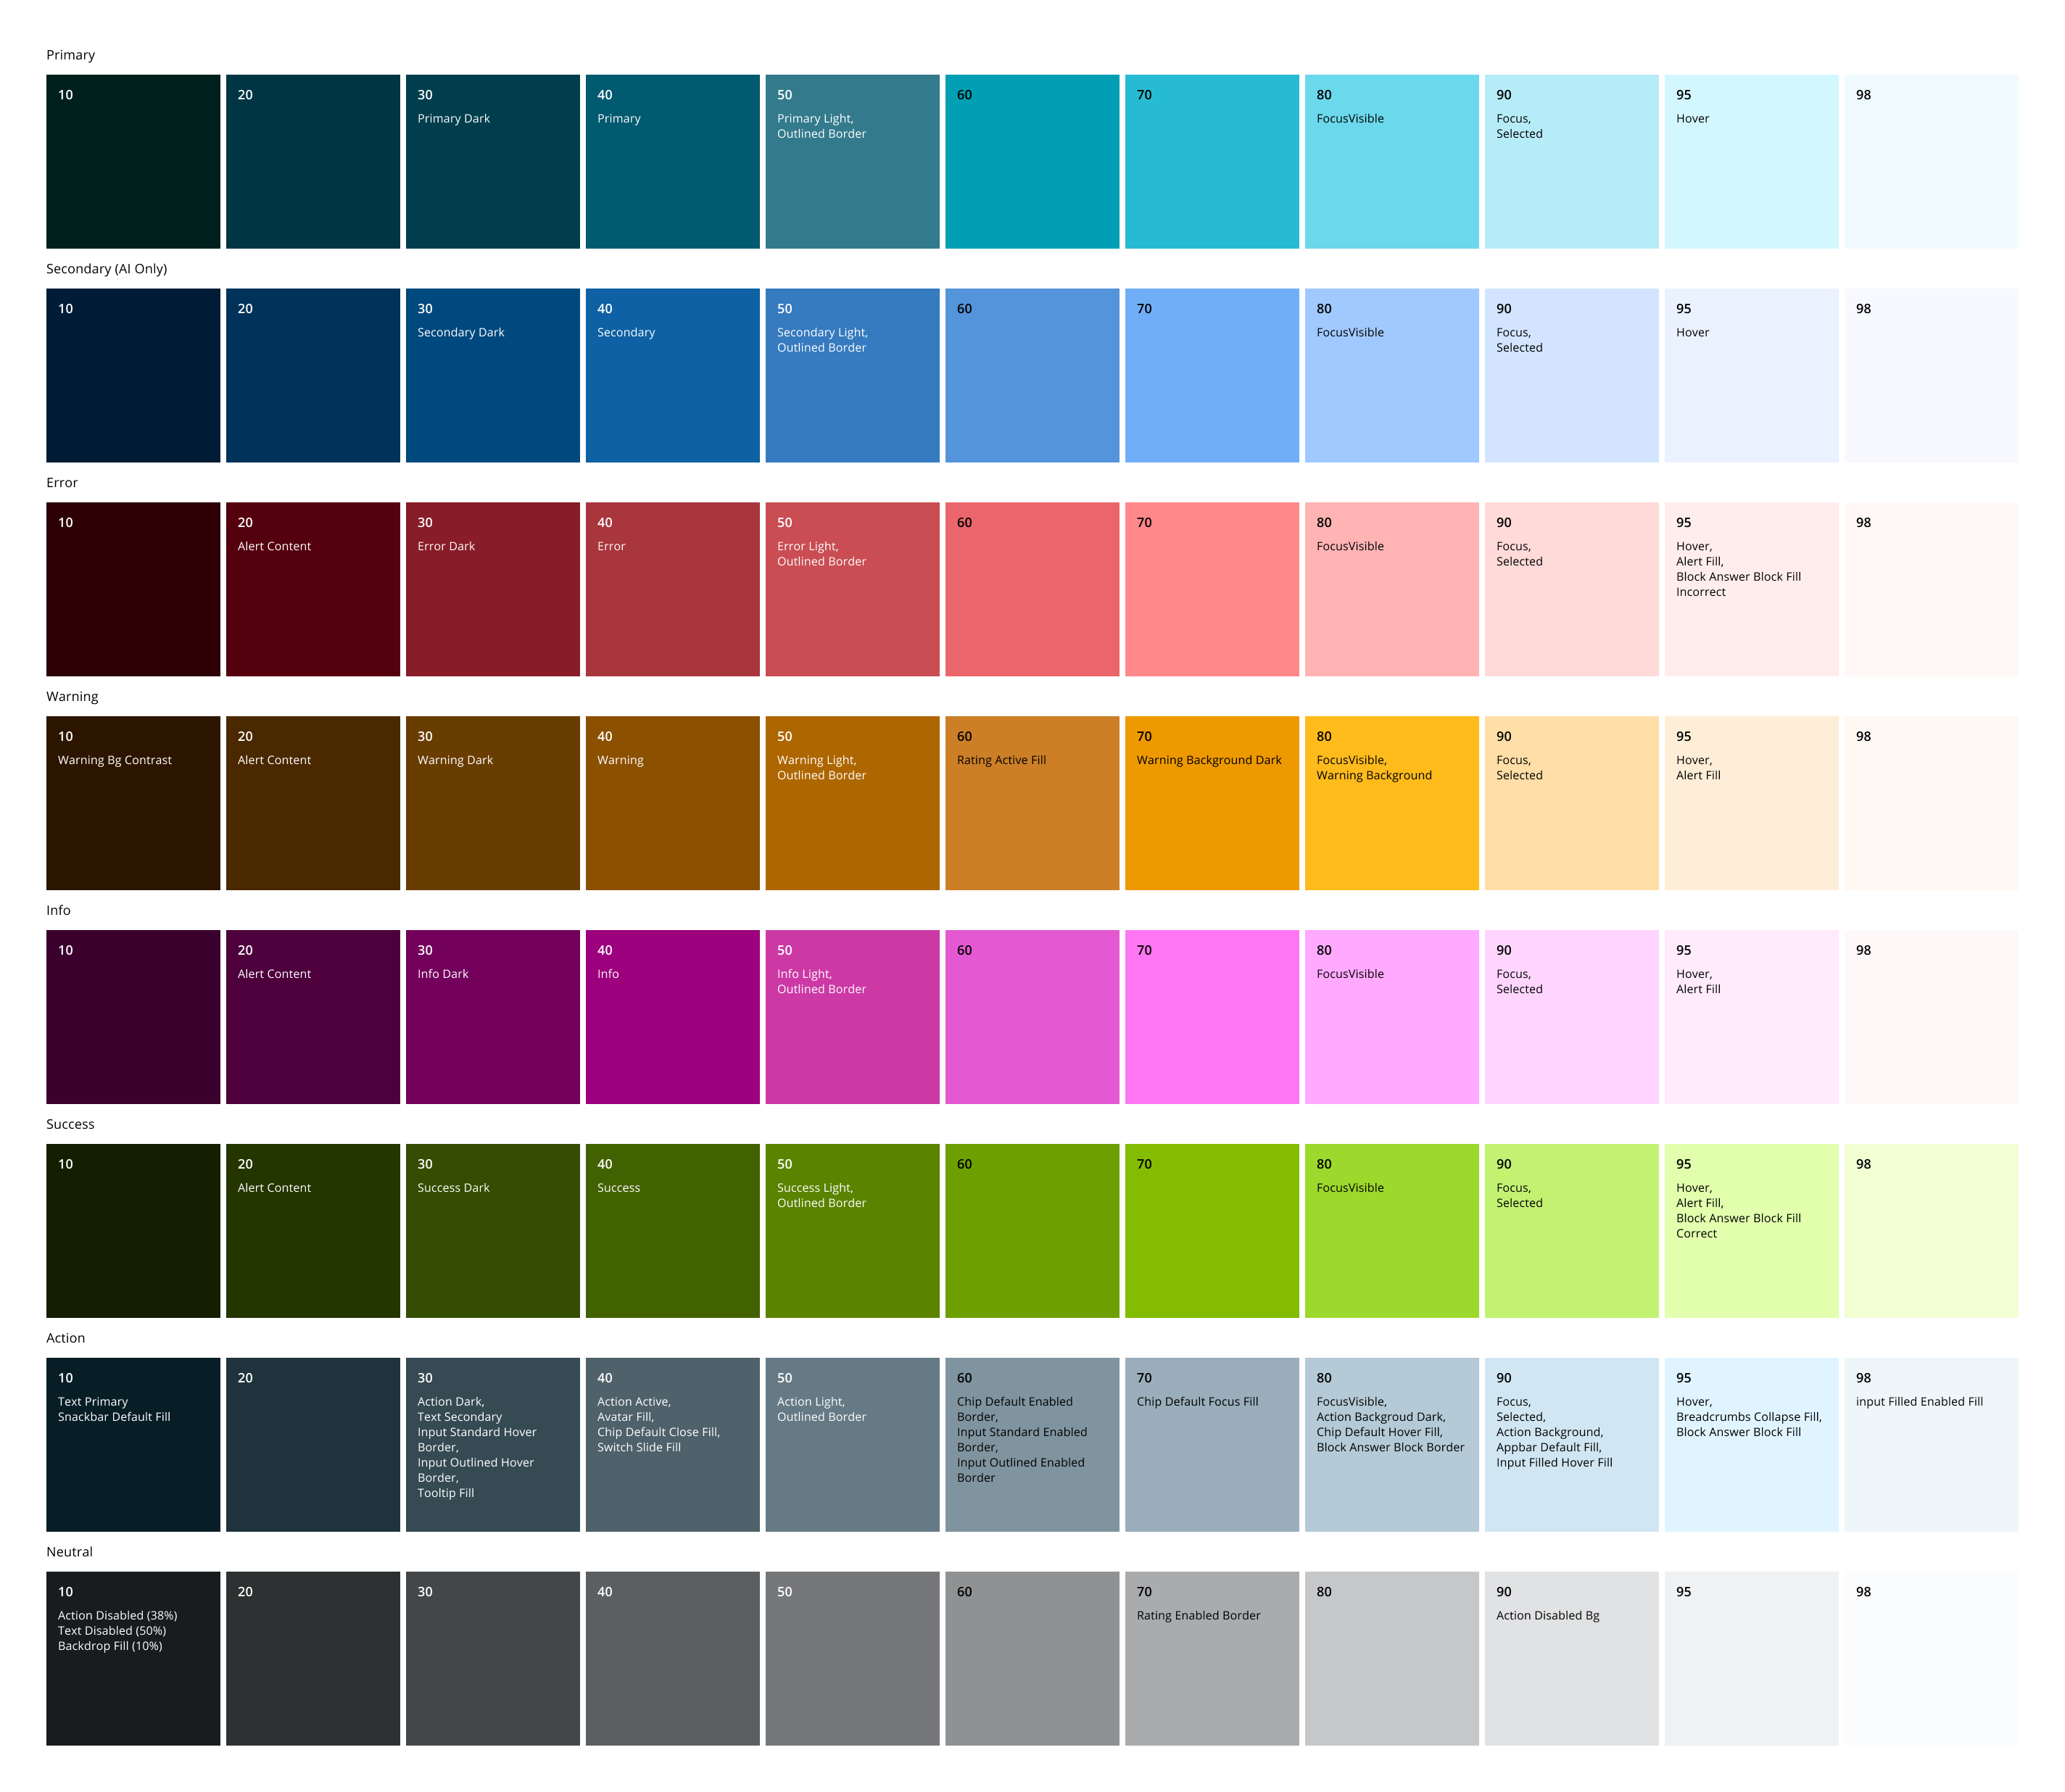 Primary
10
20
30
Primary Dark
40
Primary
50
Primary Light,
Outlined Border
60
70
80
FocusVisible
90
Focus,
Selected
95
Hover
98
Secondary (AI Only)
10
20
30
Secondary Dark
40
Secondary
50
Secondary Light,
Outlined Border
60
70
80
FocusVisible
90
Focus,
Selected
95
Hover
98
Error
10
20
Alert Content
30
Error Dark
40
Error
50
Error Light,
Outlined Border
60
70
80
FocusVisible
90
Focus,
Selected
95
Hover,
Alert Fill,
Block Answer Block Fill
Incorrect
98
Warning
10
Warning Bg Contrast
20
Alert Content
30
Warning Dark
40
Warning
50
Warning Light,
Outlined Border
60
Rating Active Fill
70
Warning Background Dark
80
FocusVisible,
Warning Background
90
Focus,
Selected
95
Hover,
Alert Fill
98
Info
10
20
Alert Content
30
Info Dark
40
Info
50
Info Light,
Outlined Border
60
70
80
FocusVisible
90
Focus,
Selected
95
Hover,
Alert Fill
98
Success
10
20
Alert Content
30
Success Dark
40
Success
50
Success Light,
Outlined Border
60
70
80
FocusVisible
90
Focus,
Selected
95
Hover,
Alert Fill,
Block Answer Block Fill
Correct
98
Action
10
Text Primary
Snackbar Default Fill
20
30
Action Dark,
Text Secondary
Input Standard Hover
Border,
Input Outlined Hover
Border,
Tooltip Fill
40
Action Active,
Avatar Fill,
Chip Default Close Fill,
Switch Slide Fill
50
Action Light,
Outlined Border
60
Chip Default Enabled
Border,
Input Standard Enabled
Border,
Input Outlined Enabled
Border
70
Chip Default Focus Fill
80
FocusVisible,
Action Backgroud Dark,
Chip Default Hover Fill,
Block Answer Block Border
90
Focus,
Selected,
Action Background,
Appbar Default Fill,
Input Filled Hover Fill
95
Hover,
Breadcrumbs Collapse Fill,
Block Answer Block Fill
98
input Filled Enabled Fill
Neutral
10
Action Disabled (38%)
Text Disabled (50%)
Backdrop Fill (10%)
20
30
40
50
60
70
Rating Enabled Border
80
90
Action Disabled Bg
95
98